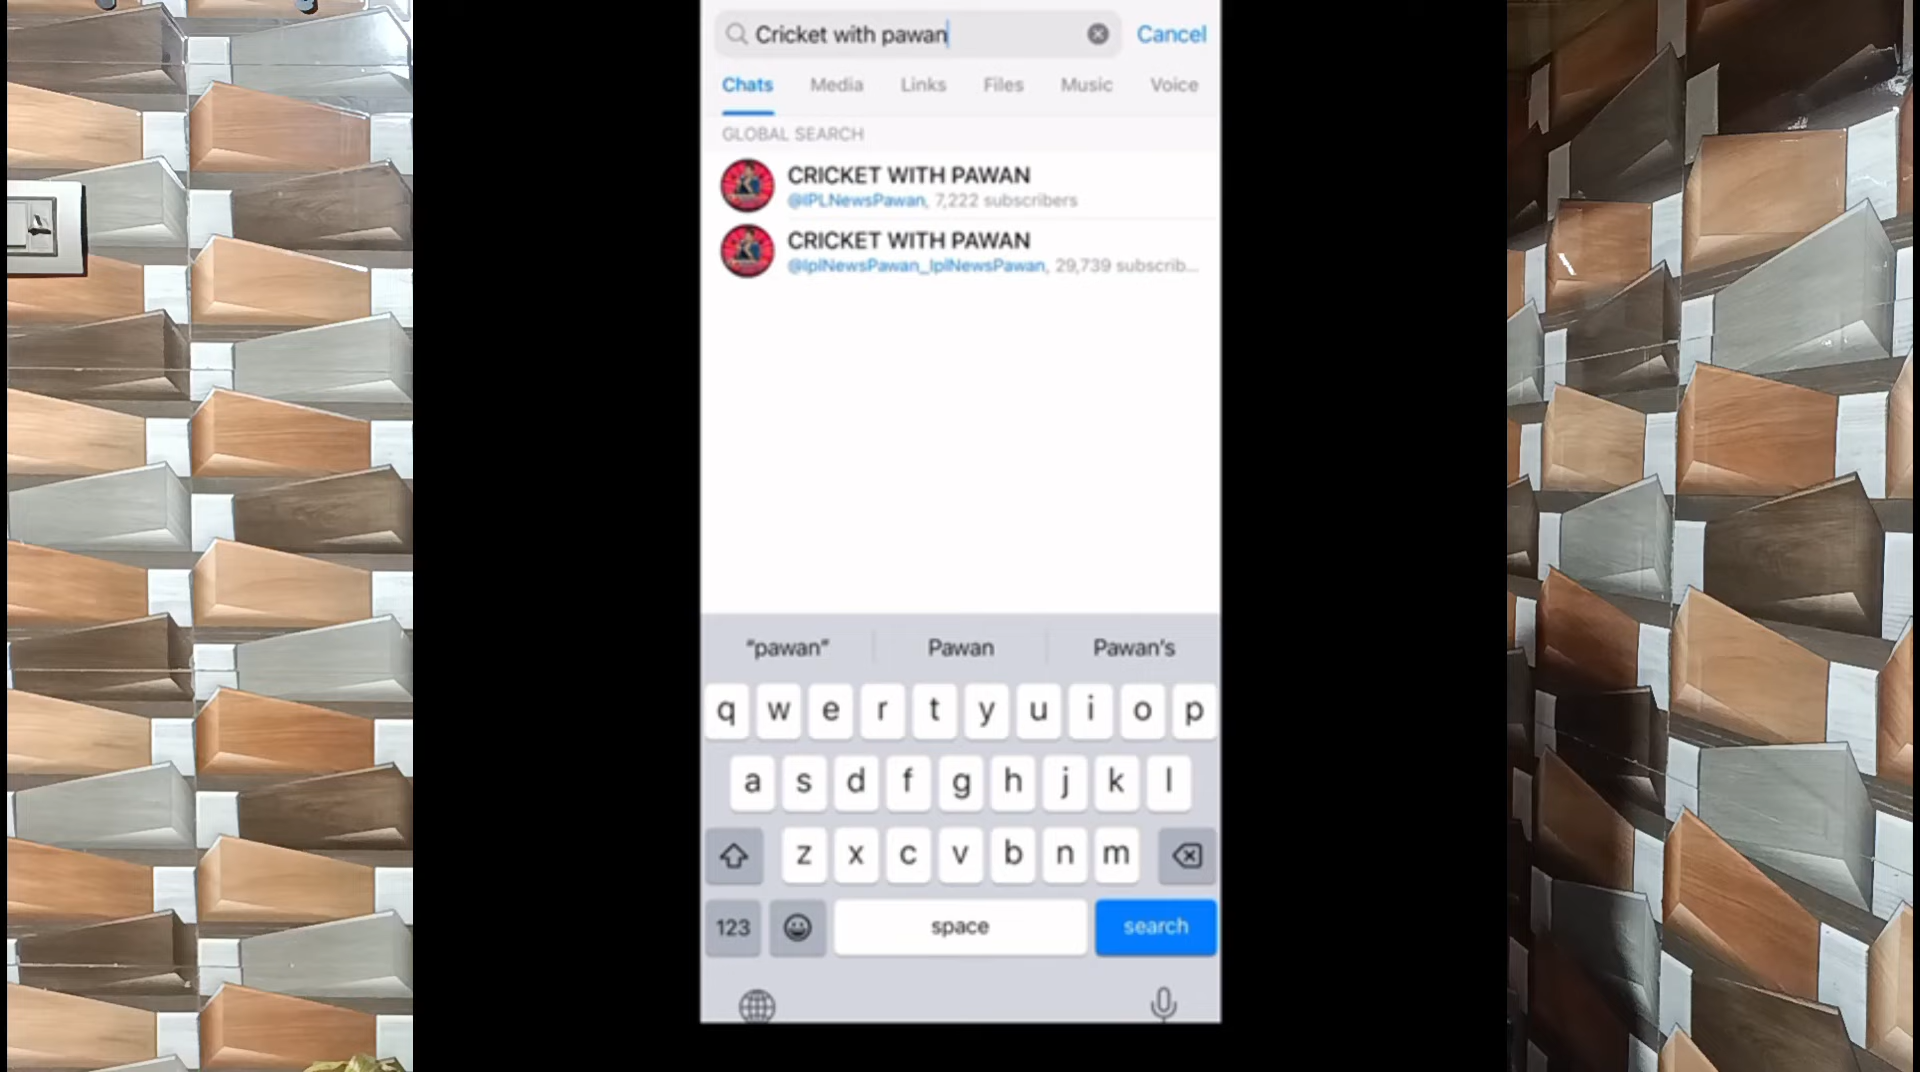 Cricket with pawan
Cancel
Chats Media Links Files Music Voice
GLOBAL SEARCH
CRICKET WITH PAWAN
@IPLNewsPawan, 7,222 subscribers
CRICKET WITH PAWAN
@IplNewsPawan_IplNewsPawan, 29,739 subscrib...
“pawan” Pawan Pawan's
q w e r t y u i o p
a s d f g h j k l
z x c v b n m
123 space search